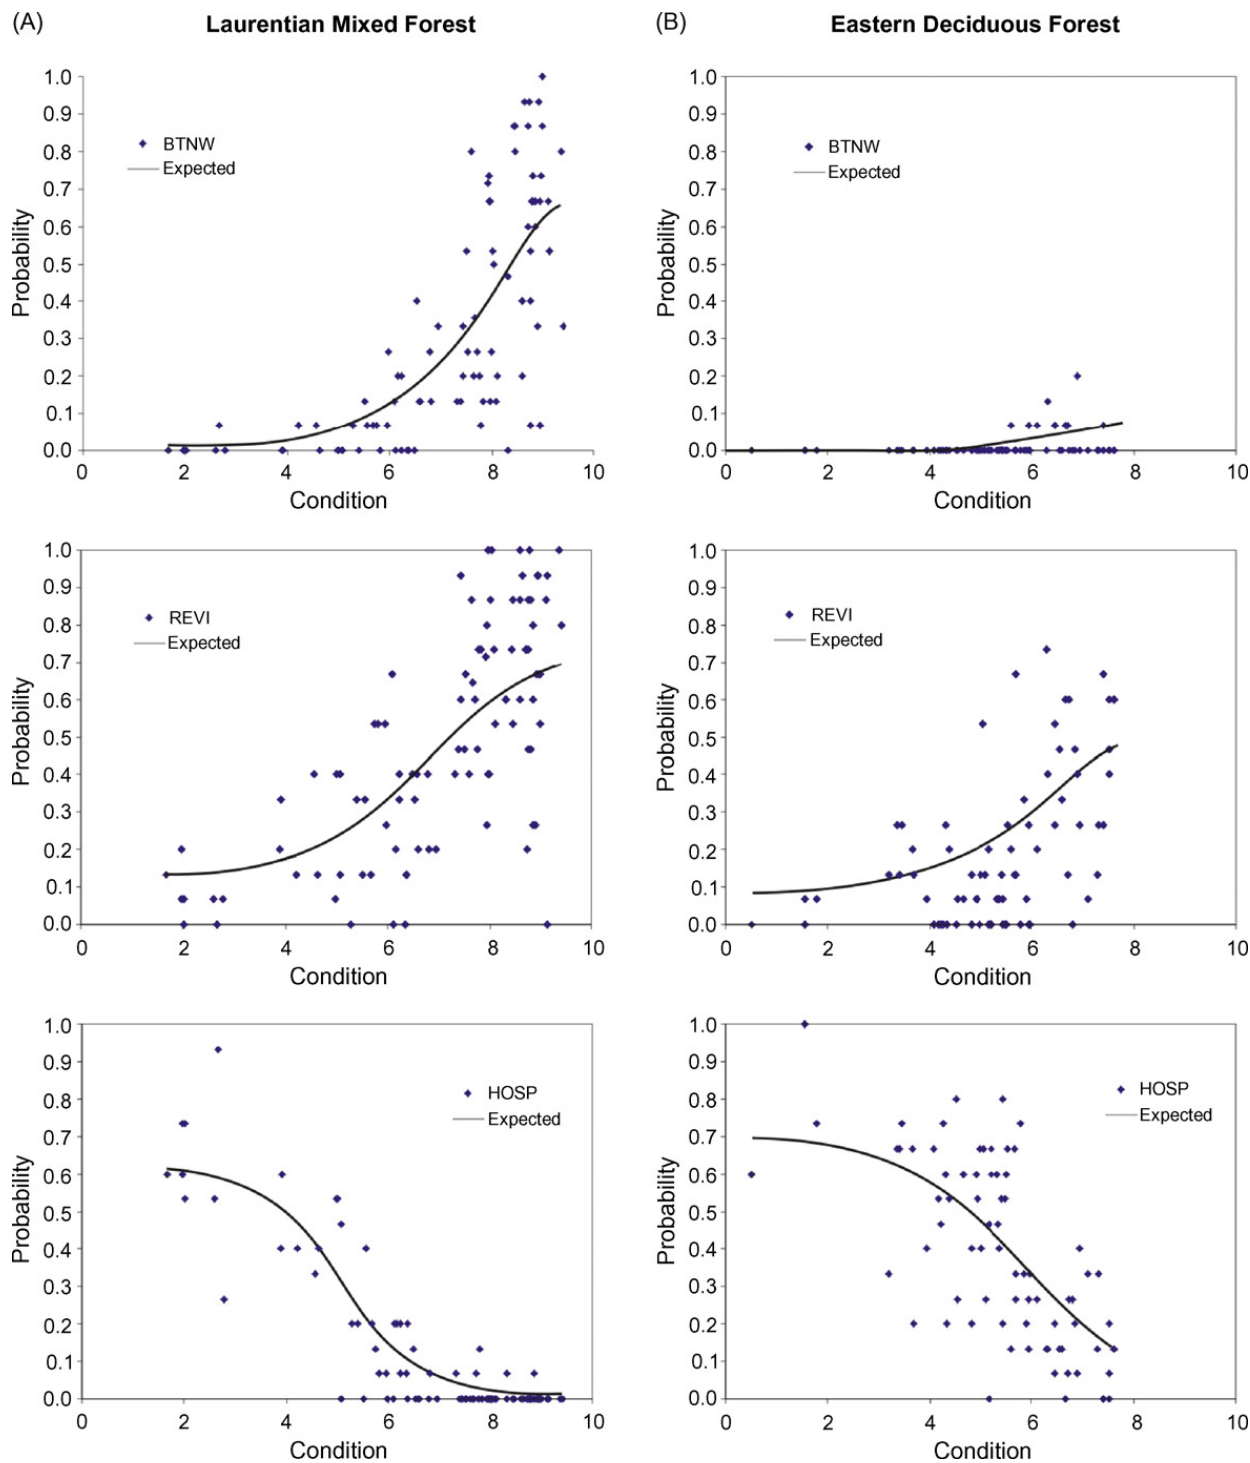 (A) Laurentian Mixed Forest (B) Eastern Deciduous Forest
1.0
0.9
0.8
0.7
0.6
0.5
0.4
0.3
0.2
0.1
0.0
Probability
BTNW
Expected
0 2 4 6 8 10
Condition
1.0
0.9
0.8
0.7
0.6
0.5
0.4
0.3
0.2
0.1
0.0
Probability
BTNW
Expected
0 2 4 6 8 10
Condition
1.0
0.9
0.8
0.7
0.6
0.5
0.4
0.3
0.2
0.1
0.0
Probability
REVI
Expected
0 2 4 6 8 10
Condition
1.0
0.9
0.8
0.7
0.6
0.5
0.4
0.3
0.2
0.1
0.0
Probability
REVI
Expected
0 2 4 6 8 10
Condition
1.0
0.9
0.8
0.7
0.6
0.5
0.4
0.3
0.2
0.1
0.0
Probability
HOSP
Expected
0 2 4 6 8 10
Condition
1.0
0.9
0.8
0.7
0.6
0.5
0.4
0.3
0.2
0.1
0.0
Probability
HOSP
Expected
0 2 4 6 8 10
Condition